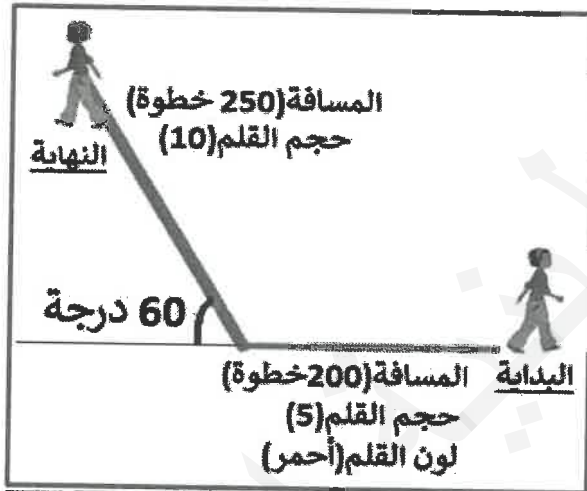 المسافة(250 خطوة)
حجم القلم(10)
النهاية
60 درجة
البداية
المسافة(200خطوة)
حجم القلم(5)
لون القلم(أحمر)